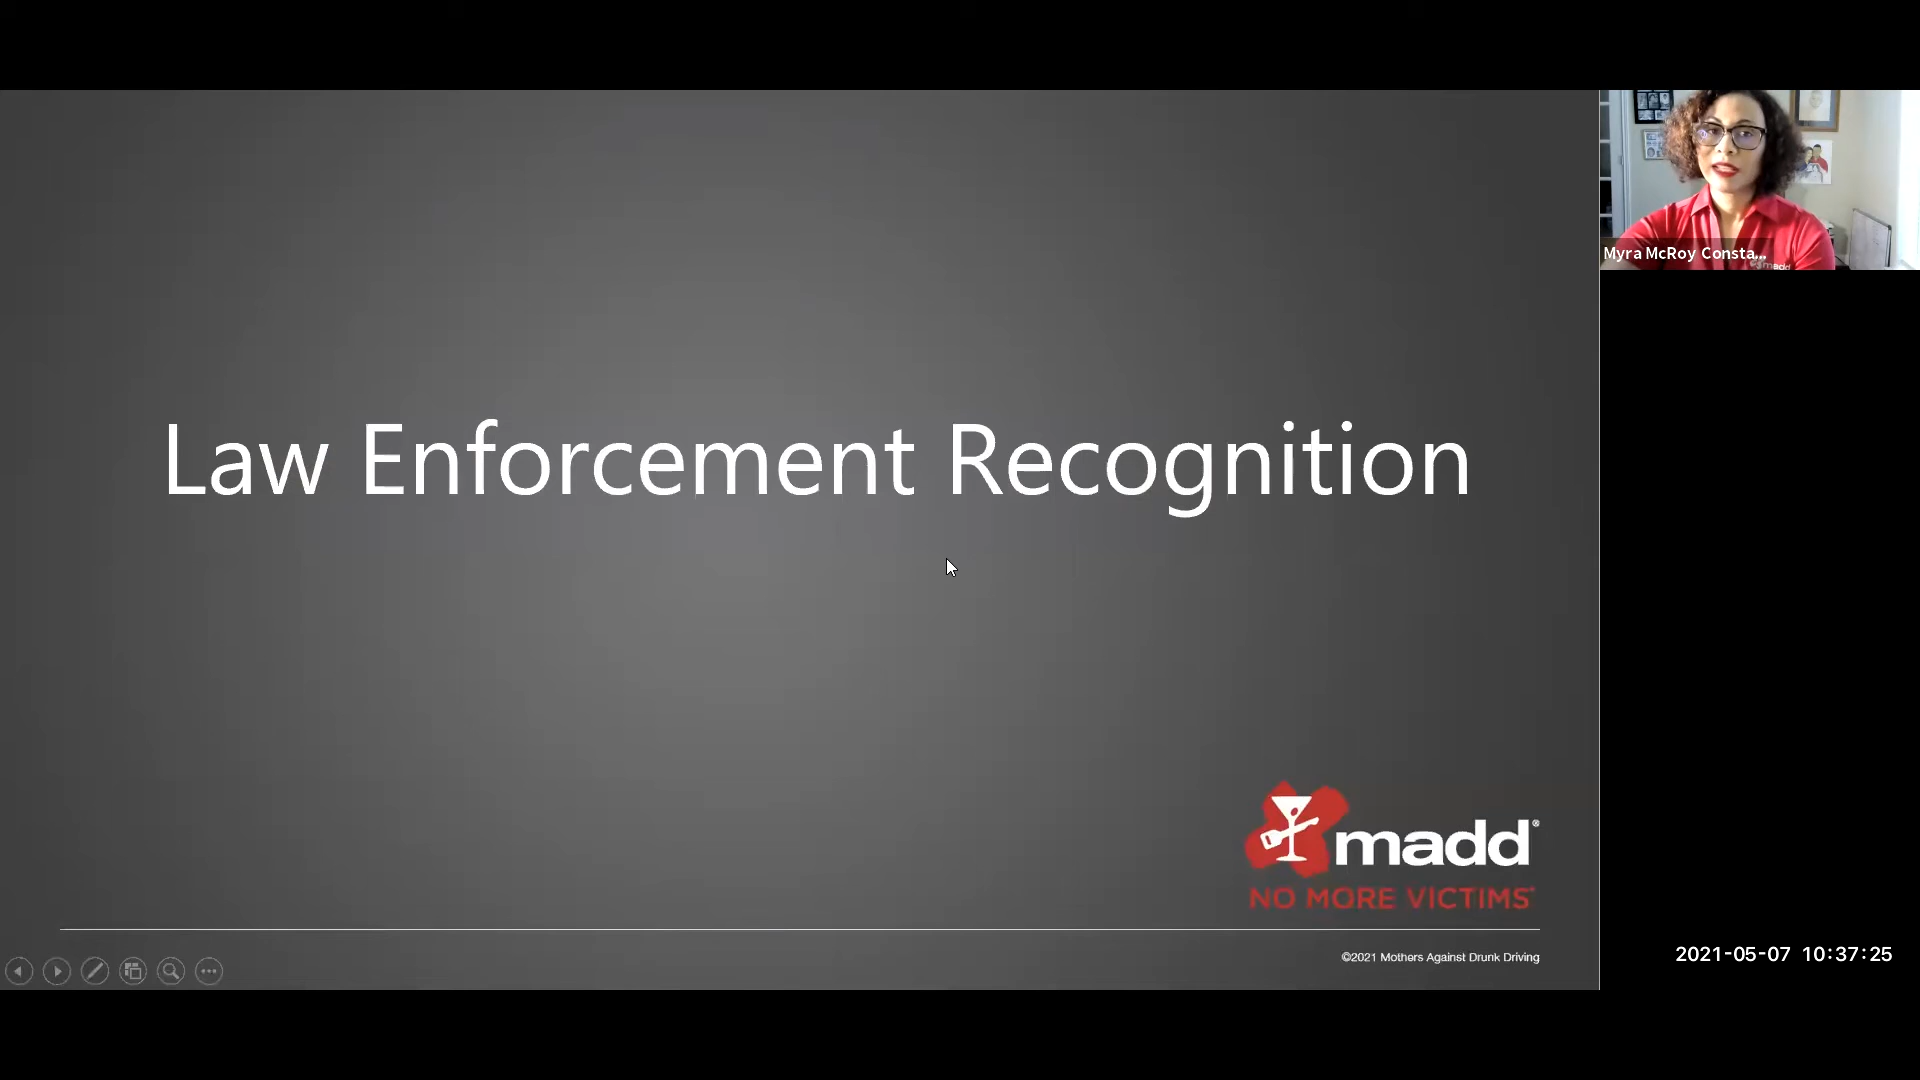 Myra McRoy Consta...
Law Enforcement Recognition
madd®
NO MORE VICTIMS®
©2021 Mothers Against Drunk Driving
2021-05-07 10:37:25